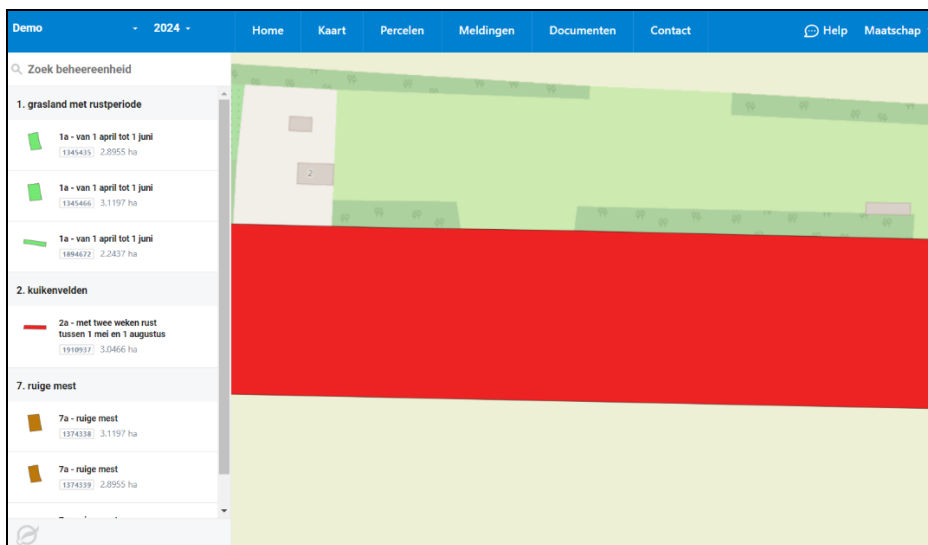 Demo 2024 Home Kaart Percelen Meldingen Documenten Contact Help Maatschap
Zoek beheereenheid
1. grasland met rustperiode
1a - van 1 april tot 1 juni
1345435 2.8955 ha
1a - van 1 april tot 1 juni
1345466 3.1197 ha
1a - van 1 april tot 1 juni
1894672 2.2437 ha
2. kuikenvelden
2a - met twee weken rust
tussen 1 mei en 1 augustus
1910937 3.0466 ha
7. ruige mest
7a - ruige mest
1374338 3.1197 ha
7a - ruige mest
1374339 2.8955 ha
2